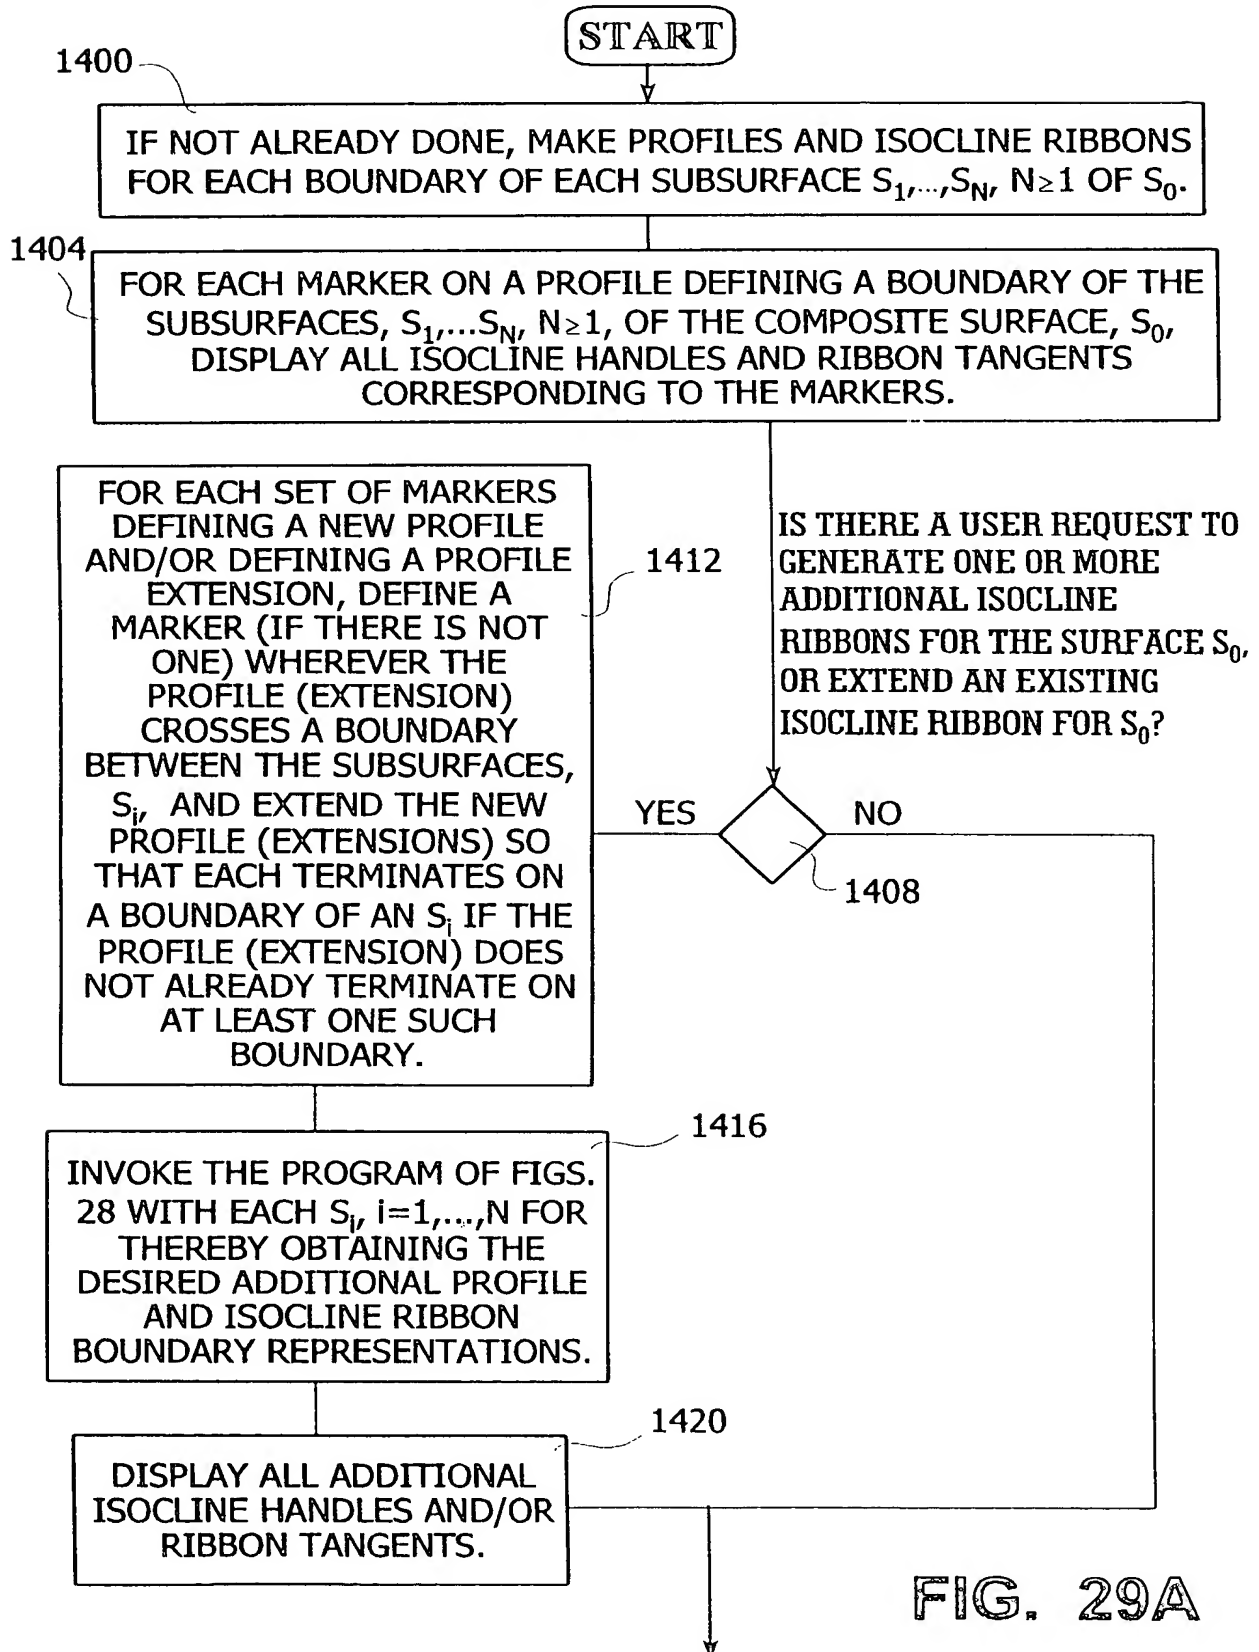 START
1400
IF NOT ALREADY DONE, MAKE PROFILES AND ISOCLINE RIBBONS
FOR EACH BOUNDARY OF EACH SUBSURFACE S₁,...,S_N, N≥1 OF S₀.
1404
FOR EACH MARKER ON A PROFILE DEFINING A BOUNDARY OF THE
SUBSURFACES, S₁,...S_N, N≥1, OF THE COMPOSITE SURFACE, S₀,
DISPLAY ALL ISOCLINE HANDLES AND RIBBON TANGENTS
CORRESPONDING TO THE MARKERS.
FOR EACH SET OF MARKERS
DEFINING A NEW PROFILE
AND/OR DEFINING A PROFILE
EXTENSION, DEFINE A
MARKER (IF THERE IS NOT
ONE) WHEREVER THE
PROFILE (EXTENSION)
CROSSES A BOUNDARY
BETWEEN THE SUBSURFACES,
Sᵢ, AND EXTEND THE NEW
PROFILE (EXTENSIONS) SO
THAT EACH TERMINATES ON
A BOUNDARY OF AN Sᵢ IF THE
PROFILE (EXTENSION) DOES
NOT ALREADY TERMINATE ON
AT LEAST ONE SUCH
BOUNDARY.
1412
IS THERE A USER REQUEST TO
GENERATE ONE OR MORE
ADDITIONAL ISOCLINE
RIBBONS FOR THE SURFACE S₀,
OR EXTEND AN EXISTING
ISOCLINE RIBBON FOR S₀?
YES
NO
1408
1416
INVOKE THE PROGRAM OF FIGS.
28 WITH EACH Sᵢ, i=1,...,N FOR
THEREBY OBTAINING THE
DESIRED ADDITIONAL PROFILE
AND ISOCLINE RIBBON
BOUNDARY REPRESENTATIONS.
1420
DISPLAY ALL ADDITIONAL
ISOCLINE HANDLES AND/OR
RIBBON TANGENTS.
FIG. 29A